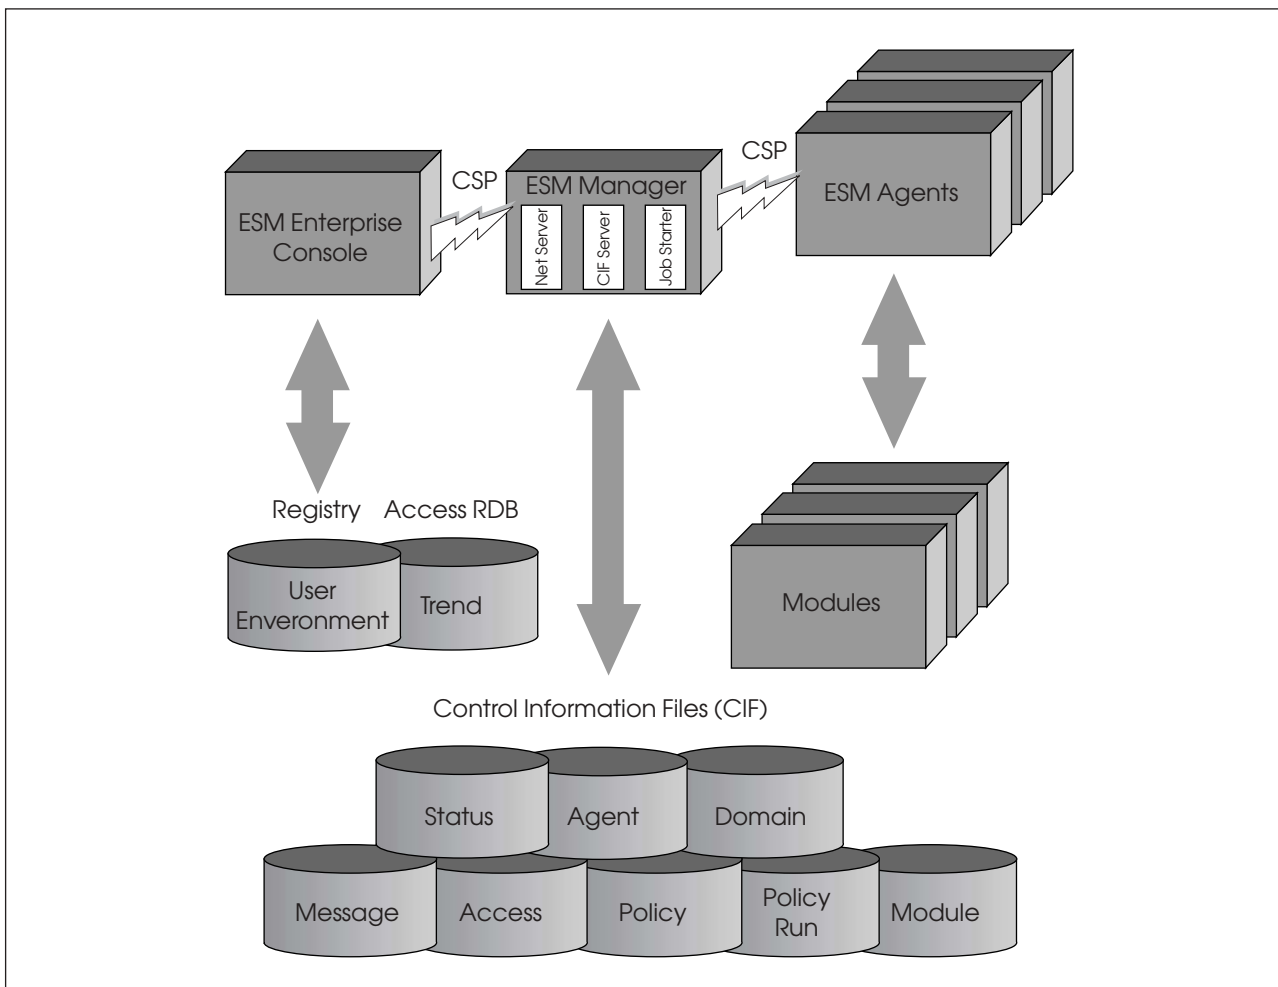 CSP
ESM Agents
CSP
ESM Manager
ESM Enterprise
Console
Net Server
CIF Server
Job Starter
Registry
Access RDB
User
Enveronment
Trend
Modules
Control Information Files (CIF)
Status
Agent
Domain
Message
Access
Policy
Policy
Run
Module